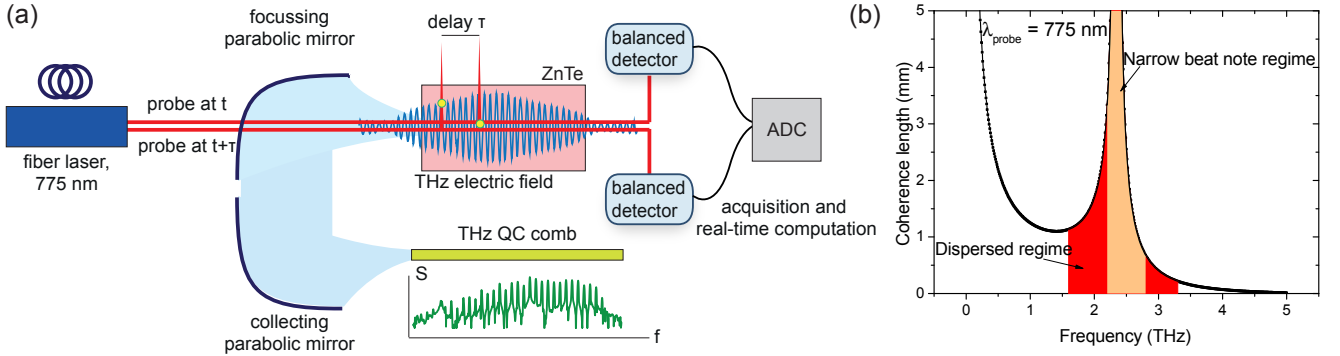 (a)
focussing
parabolic mirror
delay τ
ZnTe
balanced
detector
probe at t
probe at t+τ
fiber laser,
775 nm
THz electric field
ADC
balanced
detector
acquisition and
real-time computation
THz QC comb
S
f
collecting
parabolic mirror
(b)
λprobe = 775 nm
Narrow beat note regime
Dispersed regime
Coherence length (mm)
5
4
3
2
1
0
0 1 2 3 4 5
Frequency (THz)